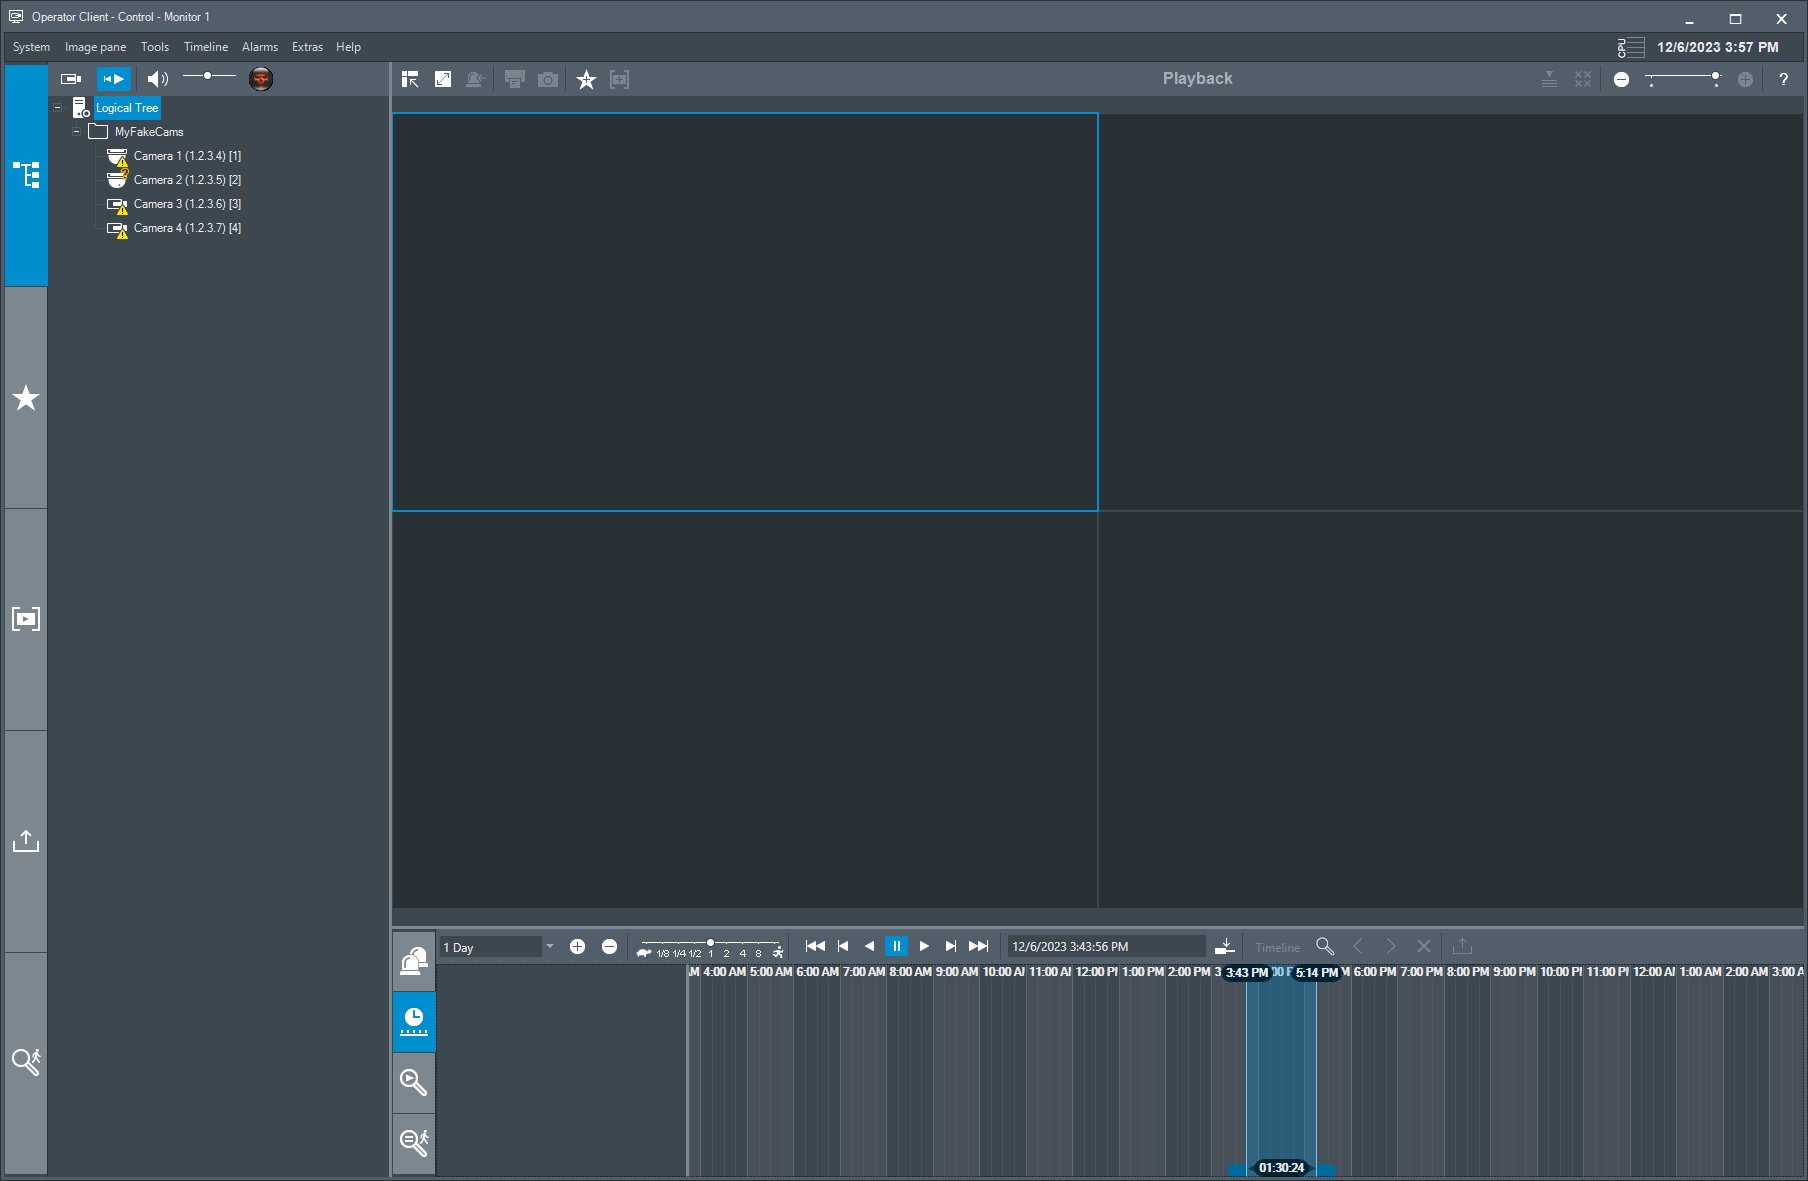 Operator Client - Control - Monitor 1
System Image pane Tools Timeline Alarms Extras Help
CPU
12/6/2023 3:57 PM
Playback
?
Logical Tree
MyFakeCams
Camera 1 (1.2.3.4) [1]
Camera 2 (1.2.3.5) [2]
Camera 3 (1.2.3.6) [3]
Camera 4 (1.2.3.7) [4]
1 Day
1/8 1/4 1/2 1 2 4 8
12/6/2023 3:43:56 PM
Timeline
M 4:00 AM 5:00 AM 6:00 AM 7:00 AM 8:00 AM 9:00 AM 10:00 A 11:00 A 12:00 P 1:00 PM 2:00 PM 3 3:43 PM 00 5:14 PM M 6:00 PM 7:00 PM 8:00 PM 9:00 PM 10:00 P 11:00 P 12:00 A 1:00 AM 2:00 AM 3:00 A
01:30:24